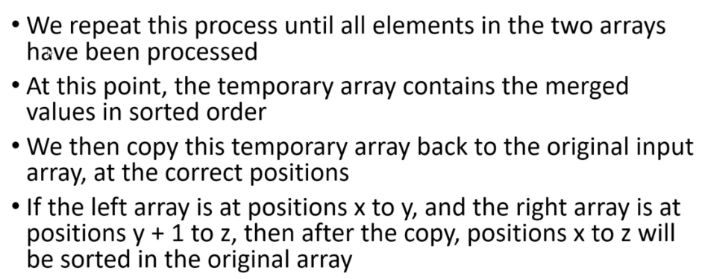 • We repeat this process until all elements in the two arrays
have been processed
• At this point, the temporary array contains the merged
values in sorted order
• We then copy this temporary array back to the original input
array, at the correct positions
• If the left array is at positions x to y, and the right array is at
positions y + 1 to z, then after the copy, positions x to z will
be sorted in the original array